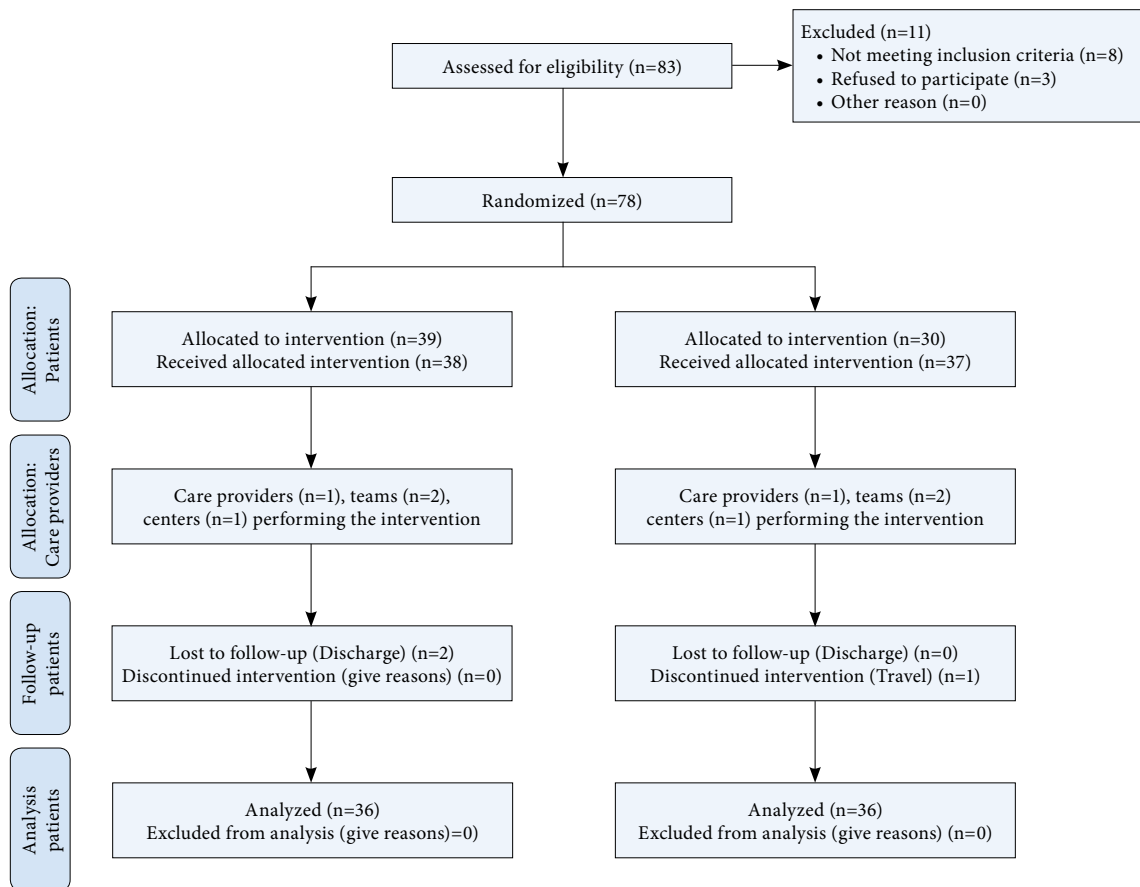 Assessed for eligibility (n=83)
Excluded (n=11)
• Not meeting inclusion criteria (n=8)
• Refused to participate (n=3)
• Other reason (n=0)
Randomized (n=78)
Allocation:
Patients
Allocated to intervention (n=39)
Received allocated intervention (n=38)
Allocated to intervention (n=30)
Received allocated intervention (n=37)
Allocation:
Care providers
Care providers (n=1), teams (n=2),
centers (n=1) performing the intervention
Care providers (n=1), teams (n=2)
centers (n=1) performing the intervention
Follow-up
patients
Lost to follow-up (Discharge) (n=2)
Discontinued intervention (give reasons) (n=0)
Lost to follow-up (Discharge) (n=0)
Discontinued intervention (Travel) (n=1)
Analysis
patients
Analyzed (n=36)
Excluded from analysis (give reasons)=0)
Analyzed (n=36)
Excluded from analysis (give reasons) (n=0)